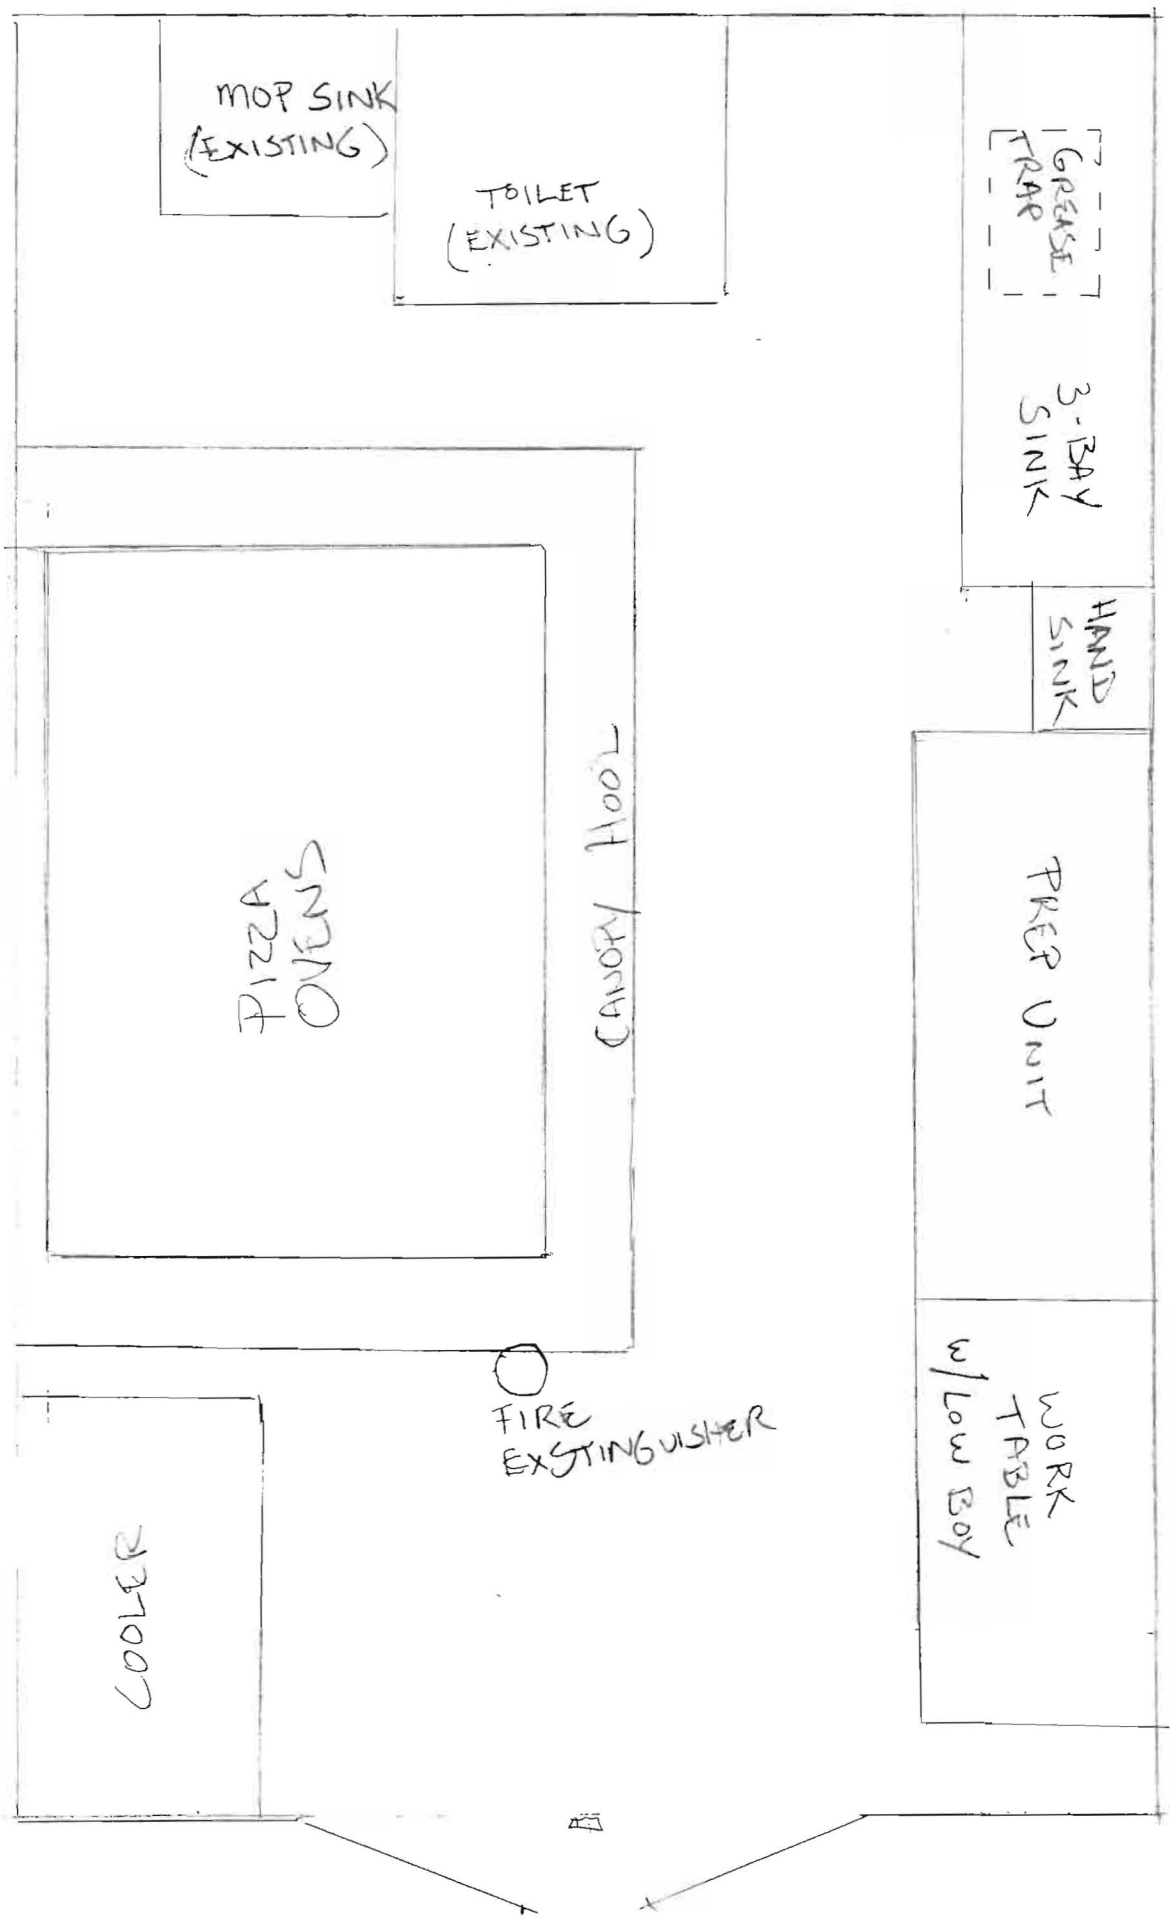 MOP SINK
(EXISTING)
TOILET
(EXISTING)
GREASE
TRAP
3-BAY
SINK
HAND
SINK
CANOPY HOOD
PIZZA
OVENS
PREP UNIT
FIRE
EXSTINGUISHER
WORK
TABLE
W/LOW BOY
COOLER